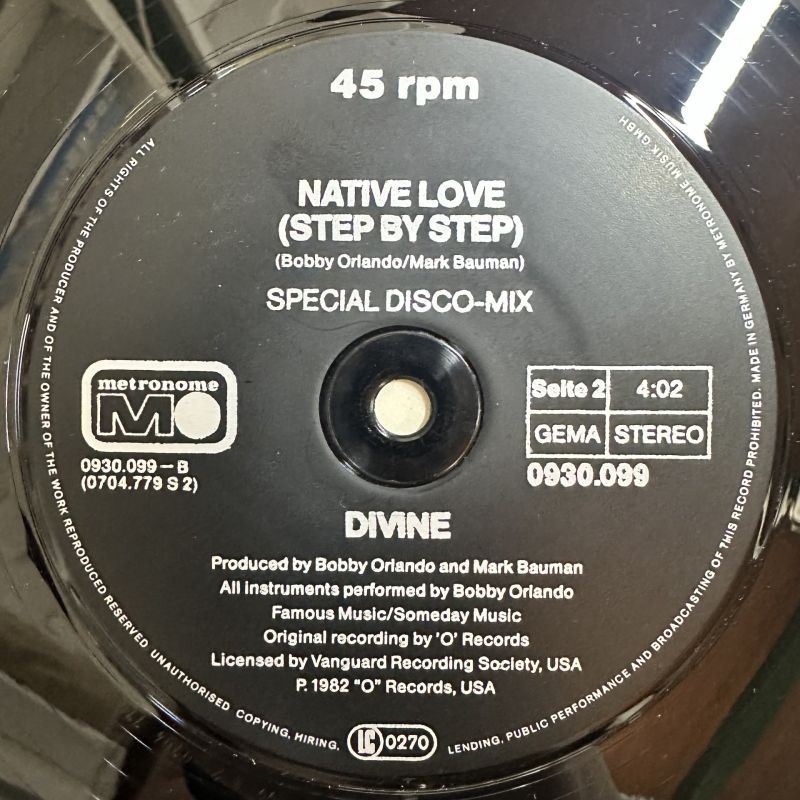 45 rpm
NATIVE LOVE
(STEP BY STEP)
(Bobby Orlando/Mark Bauman)
SPECIAL DISCO-MIX
metronome
M
0930.099 – B
(0704.779 S 2)
Seite 2 4:02
GEMA STEREO
0930.099
DIVINE
Produced by Bobby Orlando and Mark Bauman
All instruments performed by Bobby Orlando
Famous Music/Someday Music
Original recording by 'O' Records
Licensed by Vanguard Recording Society, USA
P. 1982 "O" Records, USA
LC 0270
ALL RIGHTS OF THE PRODUCER AND OF THE OWNER OF THE WORK REPRODUCED RESERVED UNAUTHORISED COPYING, HIRING, LENDING, PUBLIC PERFORMANCE AND BROADCASTING OF THIS RECORD PROHIBITED. MADE IN GERMANY BY METRONOME MUSIK GMBH